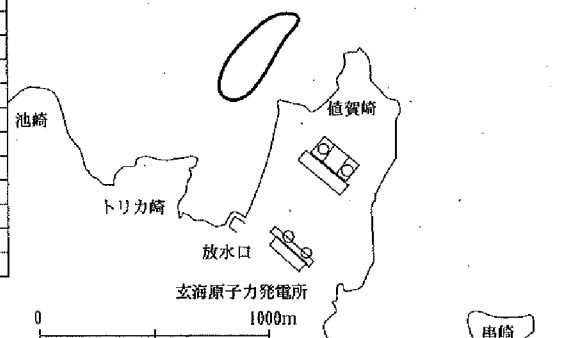 値賀崎
池崎
トリカ崎
放水口
玄海原子力発電所
0 1000m
串崎